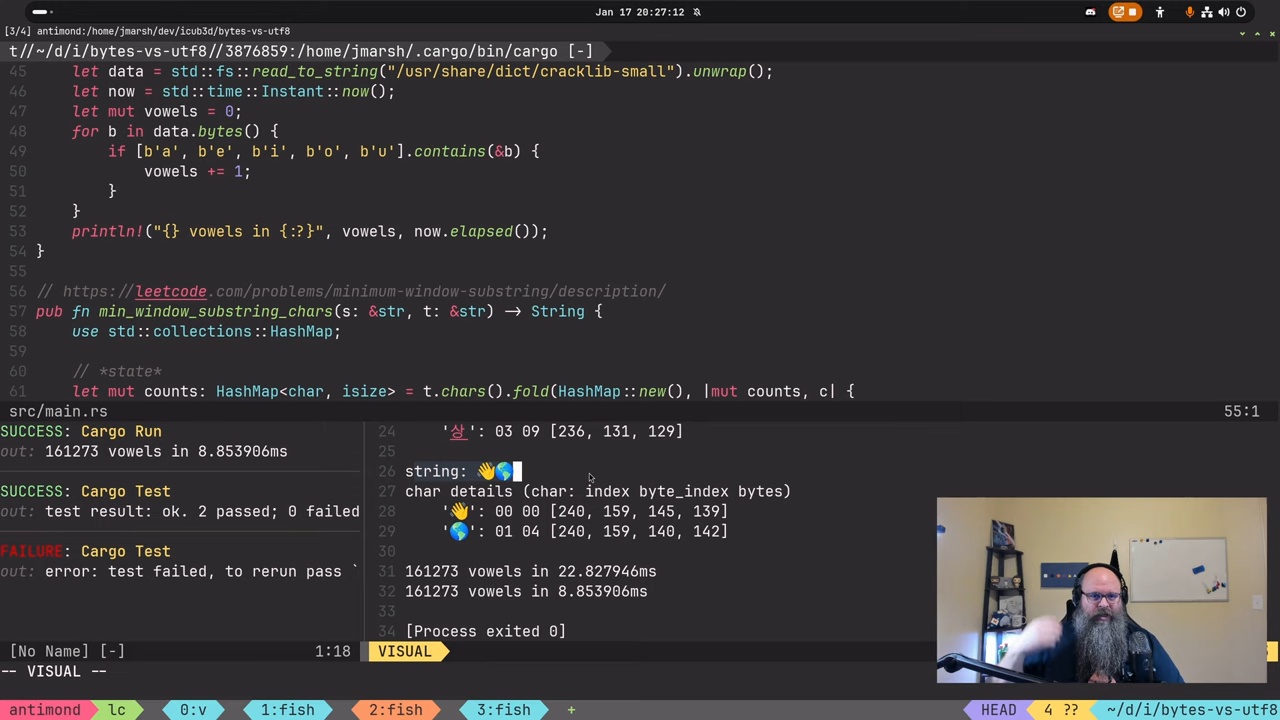 Jan 17 20:27:12
[3/4] antimond:/home/jmarsh/dev/icub3d/bytes-vs-utf8
t//~/d/i/bytes-vs-utf8//3876859:/home/jmarsh/.cargo/bin/cargo [-]
45 let data = std::fs::read_to_string("/usr/share/dict/cracklib-small").unwrap();
46 let now = std::time::Instant::now();
47 let mut vowels = 0;
48 for b in data.bytes() {
49 if [b'a', b'e', b'i', b'o', b'u'].contains(&b) {
50 vowels += 1;
51 }
52 }
53 println!("{} vowels in {:?}", vowels, now.elapsed());
54 }
55
56 // https://leetcode.com/problems/minimum-window-substring/description/
57 pub fn min_window_substring_chars(s: &str, t: &str) -> String {
58 use std::collections::HashMap;
59
60 // *state*
61 let mut counts: HashMap<char, isize> = t.chars().fold(HashMap::new(), |mut counts, c| {
src/main.rs 55:1
SUCCESS: Cargo Run
out: 161273 vowels in 8.853906ms
SUCCESS: Cargo Test
out: test result: ok. 2 passed; 0 failed
FAILURE: Cargo Test
out: error: test failed, to rerun pass `
[No Name] [-] 1:18
24 '상': 03 09 [236, 131, 129]
25
26 string: 👋🌎
27 char details (char: index byte_index bytes)
28 '👋': 00 00 [240, 159, 145, 139]
29 '🌎': 01 04 [240, 159, 140, 142]
30
31 161273 vowels in 22.827946ms
32 161273 vowels in 8.853906ms
33
34 [Process exited 0]
VISUAL
-- VISUAL --
antimond lc 0:v 1:fish 2:fish 3:fish + HEAD 4 ?? ~/d/i/bytes-vs-utf8